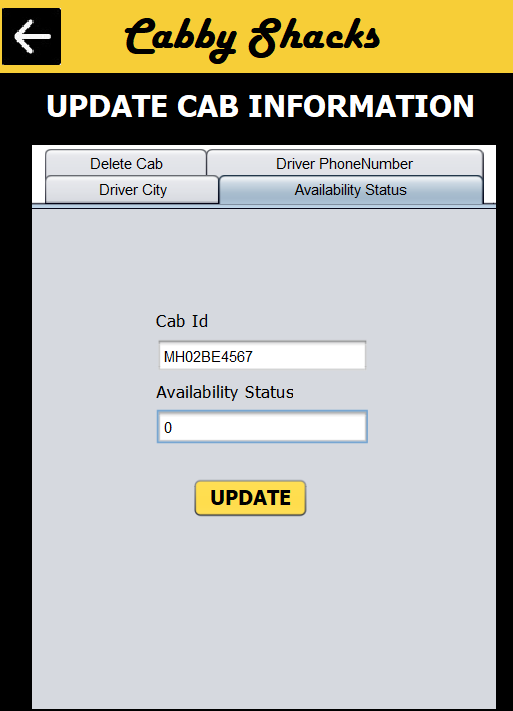 Cabby Shacks
UPDATE CAB INFORMATION
Delete Cab Driver PhoneNumber
Driver City Availability Status
Cab Id
MH02BE4567
Availability Status
0
UPDATE